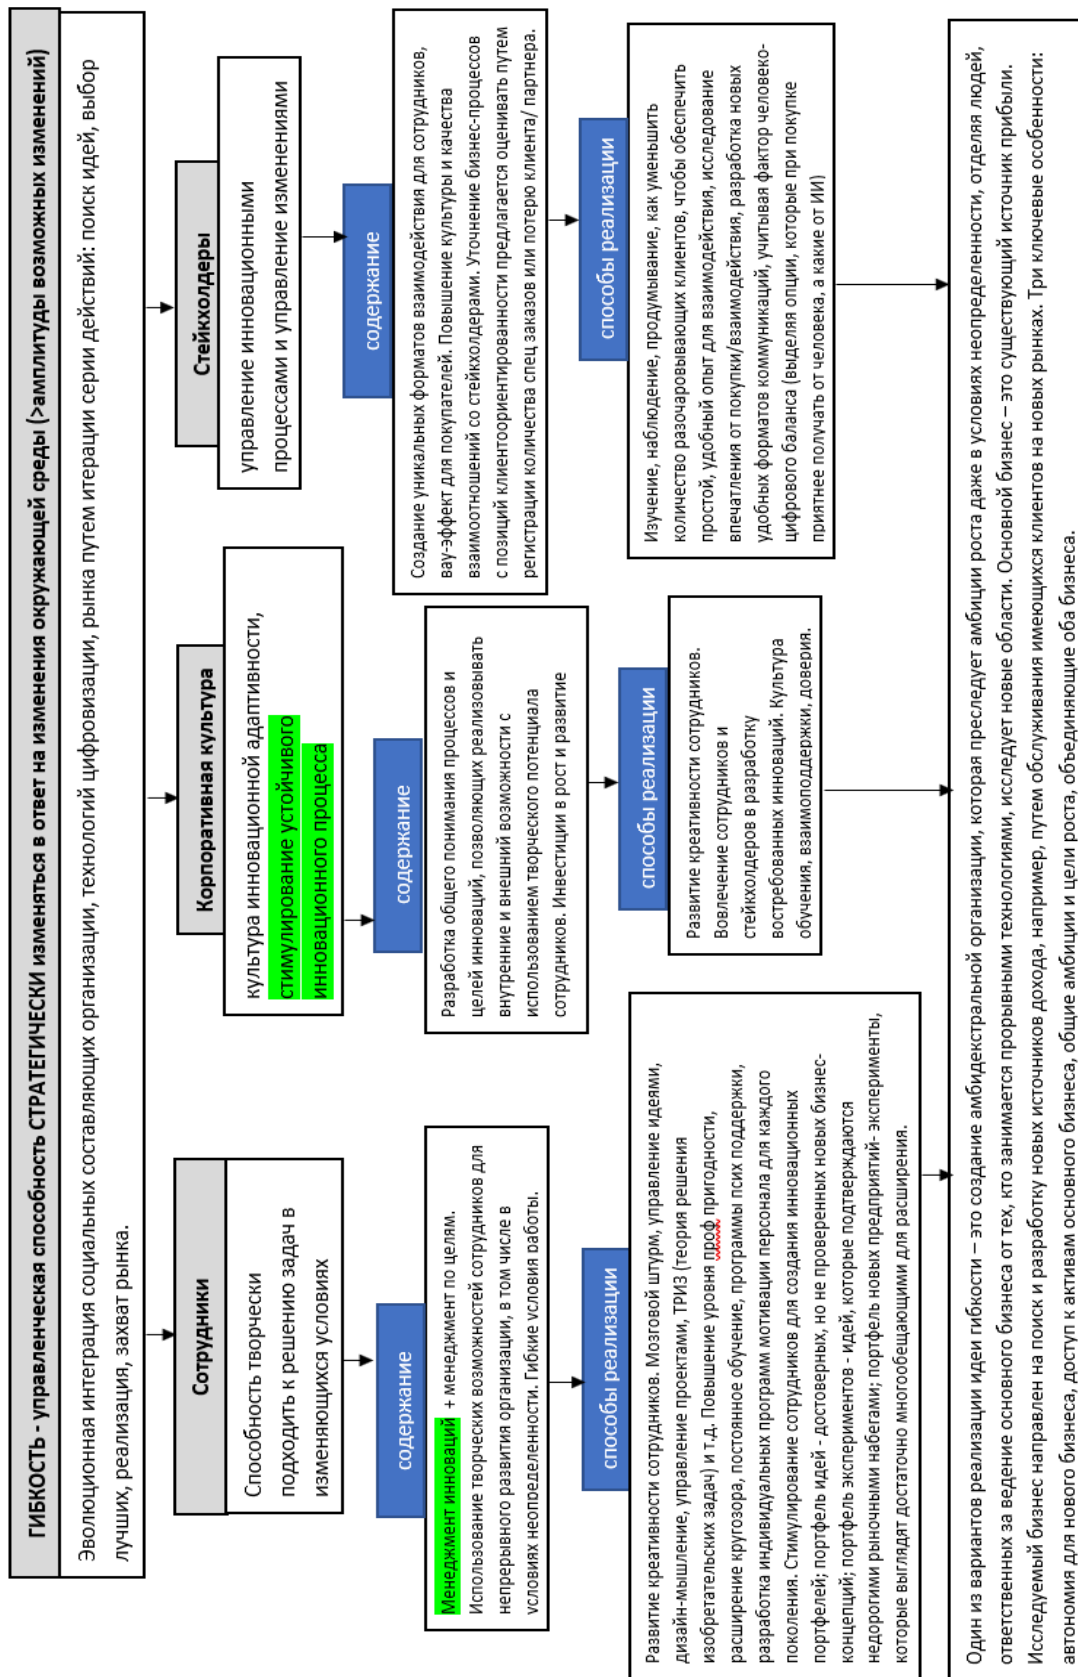 ГИБКОСТЬ - управленческая способность СТРАТЕГИЧЕСКИ изменяться в ответ на изменения окружающей среды (>амплитуды возможных изменений)
Эволюционная интеграция социальных составляющих организации, технологий цифровизации, рынка путем итерации серии действий: поиск идей, выбор
лучших, реализация, захват рынка.
Сотрудники
Способность творчески
подходить к решению задач в
изменяющихся условиях
содержание
Менеджмент инноваций + менеджмент по целям.
Использование творческих возможностей сотрудников для
непрерывного развития организации, в том числе в
условиях неопределенности. Гибкие условия работы.
способы реализации
Развитие креативности сотрудников. Мозговой штурм, управление идеями,
дизайн-мышление, управление проектами, ТРИЗ (теория решения
изобретательских задач) и т.д. Повышение уровня проф пригодности,
расширение кругозора, постоянное обучение, программы псих поддержки,
разработка индивидуальных программ мотивации персонала для каждого
поколения. Стимулирование сотрудников для создания инновационных
портфелей; портфель идей - достоверных, но не проверенных новых бизнес-
концепций; портфель экспериментов - идей, которые подтверждаются
недорогими рыночными набегами; портфель новых предприятий- эксперименты,
которые выглядят достаточно многообещающими для расширения.
Корпоративная культура
культура инновационной адаптивности,
стимулирование устойчивого
инновационного процесса
содержание
Разработка общего понимания процессов и
целей инноваций, позволяющих реализовывать
внутренние и внешний возможности с
использованием творческого потенциала
сотрудников. Инвестиции в рост и развитие
способы реализации
Развитие креативности сотрудников.
Вовлечение сотрудников и
стейкхолдеров в разработку
востребованных инноваций. Культура
обучения, взаимоподдержки, доверия.
Стейкхолдеры
управление инновационными
процессами и управление изменениями
содержание
Создание уникальных форматов взаимодействия для сотрудников,
вау-эффект для покупателей. Повышение культуры и качества
взаимоотношений со стейкхолдерами. Уточнение бизнес-процессов
с позиций клиентоориентированности предлагается оценивать путем
регистрации количества спец заказов или потерю клиента/ партнера.
способы реализации
Изучение, наблюдение, продумывание, как уменьшить
количество разочаровывающих клиентов, чтобы обеспечить
простой, удобный опыт для взаимодействия, исследование
впечатления от покупки/взаимодействия, разработка новых
удобных форматов коммуникаций, учитывая фактор человеко-
цифрового баланса (выделяя опции, которые при покупке
приятнее получать от человека, а какие от ИИ)
Один из вариантов реализации идеи гибкости – это создание амбидекстральной организации, которая преследует амбиции роста даже в условиях неопределенности, отделяя людей,
ответственных за ведение основного бизнеса от тех, кто занимается прорывными технологиями, исследует новые области. Основной бизнес – это существующий источник прибыли.
Исследуемый бизнес направлен на поиск и разработку новых источников дохода, например, путем обслуживания имеющихся клиентов на новых рынках. Три ключевые особенности:
автономия для нового бизнеса, доступ к активам основного бизнеса, общие амбиции и цели роста, объединяющие оба бизнеса.